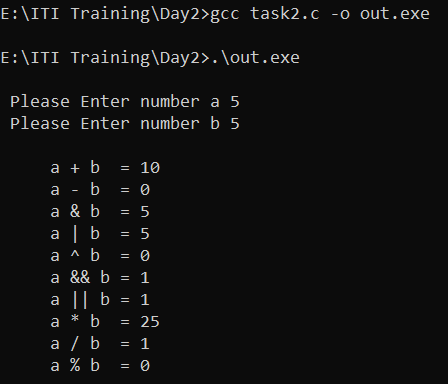 E:\ITI Training\Day2>gcc task2.c -o out.exe
E:\ITI Training\Day2>.\out.exe
Please Enter number a 5
Please Enter number b 5
a + b = 10
a - b = 0
a & b = 5
a | b = 5
a ^ b = 0
a && b = 1
a || b = 1
a * b = 25
a / b = 1
a % b = 0